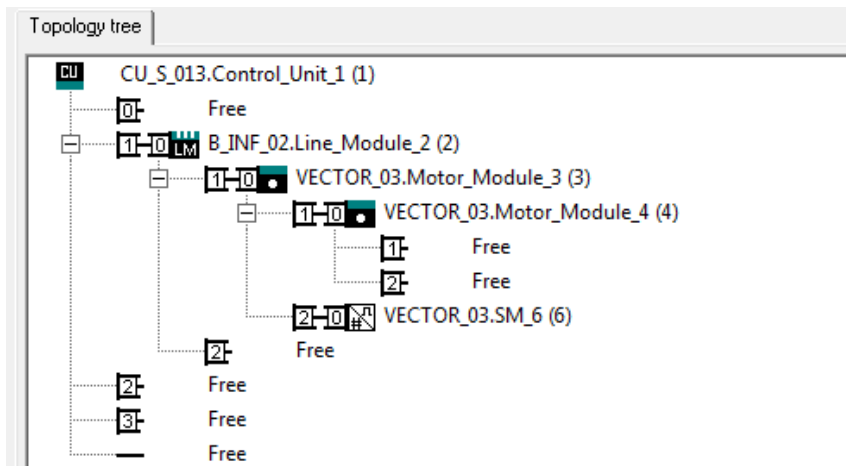 Topology tree
CU CU_S_013.Control_Unit_1 (1)
0 Free
1 0 LM B_INF_02.Line_Module_2 (2)
1 0 VECTOR_03.Motor_Module_3 (3)
1 0 VECTOR_03.Motor_Module_4 (4)
1 Free
2 Free
2 0 # VECTOR_03.SM_6 (6)
2 Free
2 Free
3 Free
Free